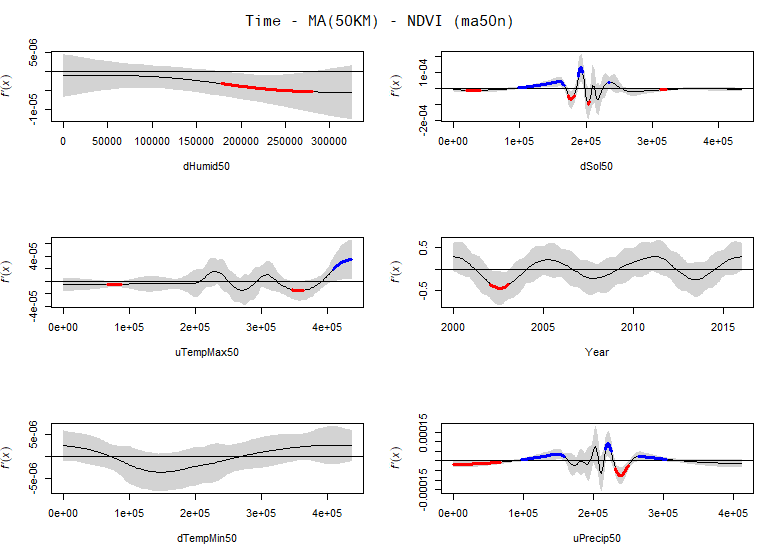 Time - MA(50KM) - NDVI (ma50n)
f'(x)
-1e-05
5e-06
0 50000 100000 150000 200000 250000 300000
dHumid50
f'(x)
-2e-04
1e-04
0e+00 1e+05 2e+05 3e+05 4e+05
dSol50
f'(x)
-4e-05
4e-05
0e+00 1e+05 2e+05 3e+05 4e+05
uTempMax50
f'(x)
-0.5
0.5
2000 2005 2010 2015
Year
f'(x)
-5e-06
5e-06
0e+00 1e+05 2e+05 3e+05 4e+05
dTempMin50
f'(x)
-0.00015
0.00015
0e+00 1e+05 2e+05 3e+05 4e+05
uPrecip50